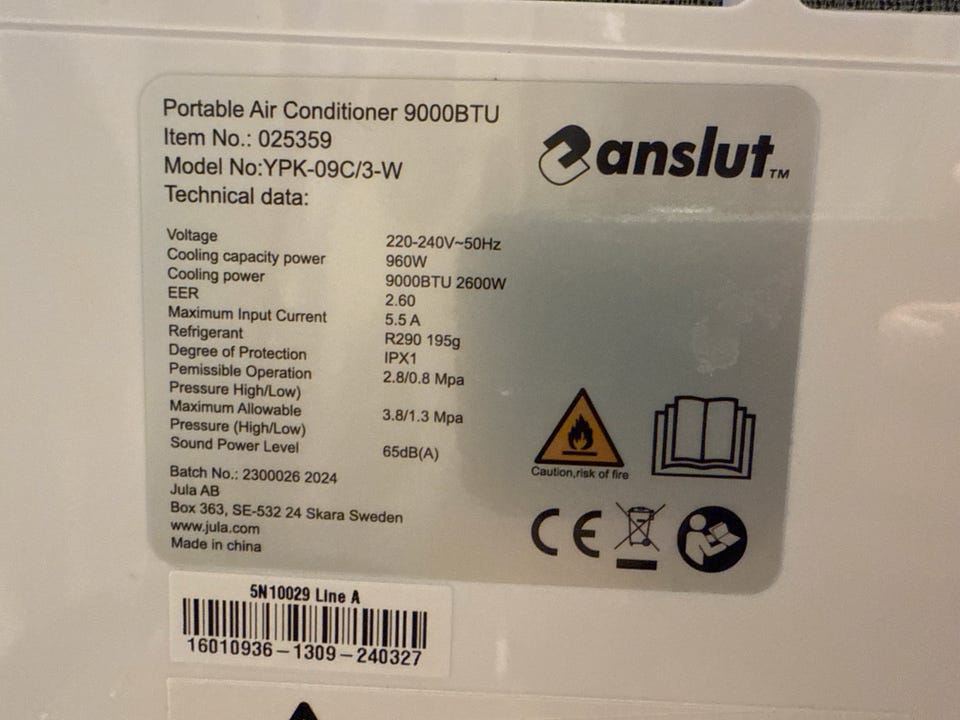 Portable Air Conditioner 9000BTU
Item No.: 025359
Model No:YPK-09C/3-W
Technical data:
anslut™
Voltage 220-240V~50Hz
Cooling capacity power 960W
Cooling power 9000BTU 2600W
EER 2.60
Maximum Input Current 5.5 A
Refrigerant R290 195g
Degree of Protection IPX1
Pemissible Operation 2.8/0.8 Mpa
Pressure High/Low)
Maximum Allowable 3.8/1.3 Mpa
Pressure (High/Low)
Sound Power Level 65dB(A)
Caution,risk of fire
Batch No.: 2300026 2024
Jula AB
Box 363, SE-532 24 Skara Sweden
www.jula.com
Made in china
CE
5N10029 Line A
16010936-1309-240327